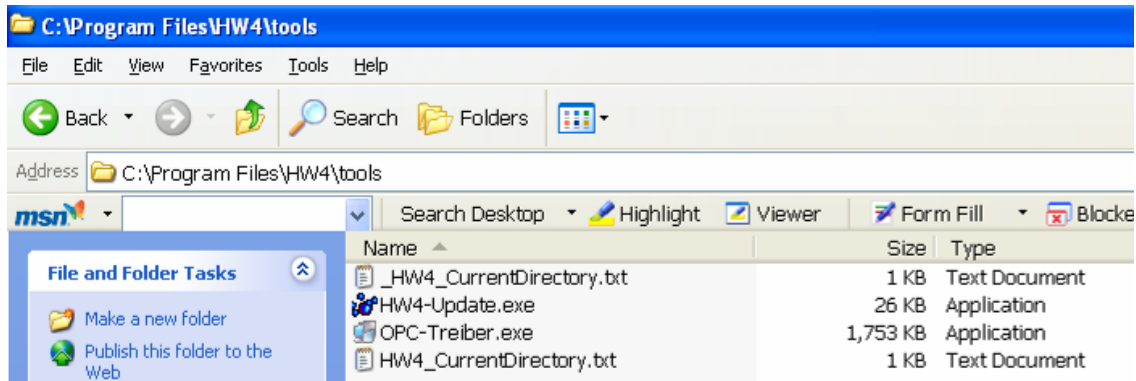 C:\Program Files\HW4\tools
File Edit View Favorites Tools Help
Back Search Folders
Address C:\Program Files\HW4\tools
msn Search Desktop Highlight Viewer Form Fill Blocke
Name Size Type
File and Folder Tasks
_HW4_CurrentDirectory.txt 1 KB Text Document
HW4-Update.exe 26 KB Application
Make a new folder
OPC-Treiber.exe 1,753 KB Application
Publish this folder to the
Web
HW4_CurrentDirectory.txt 1 KB Text Document